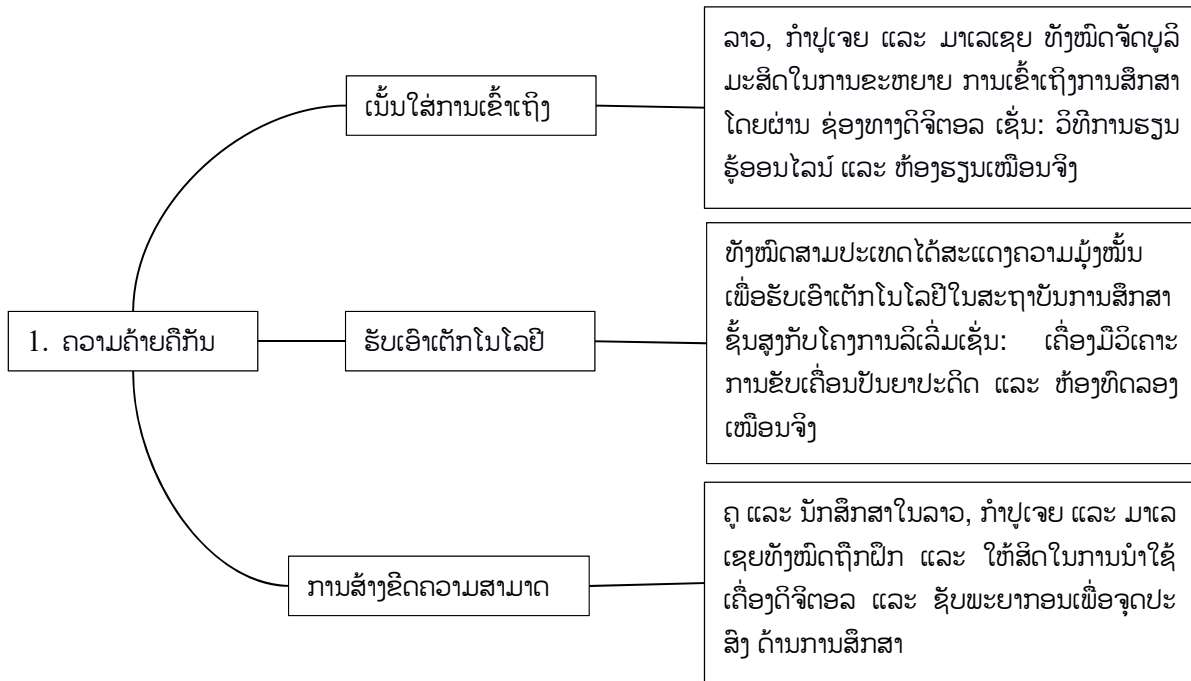 1. ຄວາມຄ້າຍຄືກັນ
ເນັ້ນໃສ່ການເຂົ້າເຖິງ
ລາວ, ກຳປູເຈຍ ແລະ ມາເລເຊຍ ທັງໝົດຈັດບູລິ
ມະສິດໃນການຂະຫຍາຍ ການເຂົ້າເຖິງການສຶກສາ
ໂດຍຜ່ານ ຊ່ອງທາງດິຈິຕອລ ເຊັ່ນ: ວິທີການຮຽນ
ຮູ້ອອນໄລນ໌ ແລະ ຫ້ອງຮຽນເໝືອນຈິງ
ຮັບເອົາເຕັກໂນໂລຍີ
ທັງໝົດສາມປະເທດໄດ້ສະແດງຄວາມມຸ້ງໝັ້ນ
ເພື່ອຮັບເອົາເຕັກໂນໂລຍີໃນສະຖາບັນການສຶກສາ
ຊັ້ນສູງກັບໂຄງການລິເລີ່ມເຊັ່ນ: ເຄື່ອງມືວິເຄາະ
ການຂັບເຄື່ອນປັນຍາປະດິດ ແລະ ຫ້ອງທົດລອງ
ເໝືອນຈິງ
ການສ້າງຂີດຄວາມສາມາດ
ຄູ ແລະ ນັກສຶກສາໃນລາວ, ກຳປູເຈຍ ແລະ ມາເລ
ເຊຍທັງໝົດຖືກຝຶກ ແລະ ໃຫ້ສິດໃນການນຳໃຊ້
ເຄື່ອງດິຈິຕອລ ແລະ ຊັບພະຍາກອນເພື່ອຈຸດປະ
ສົງ ດ້ານການສຶກສາ